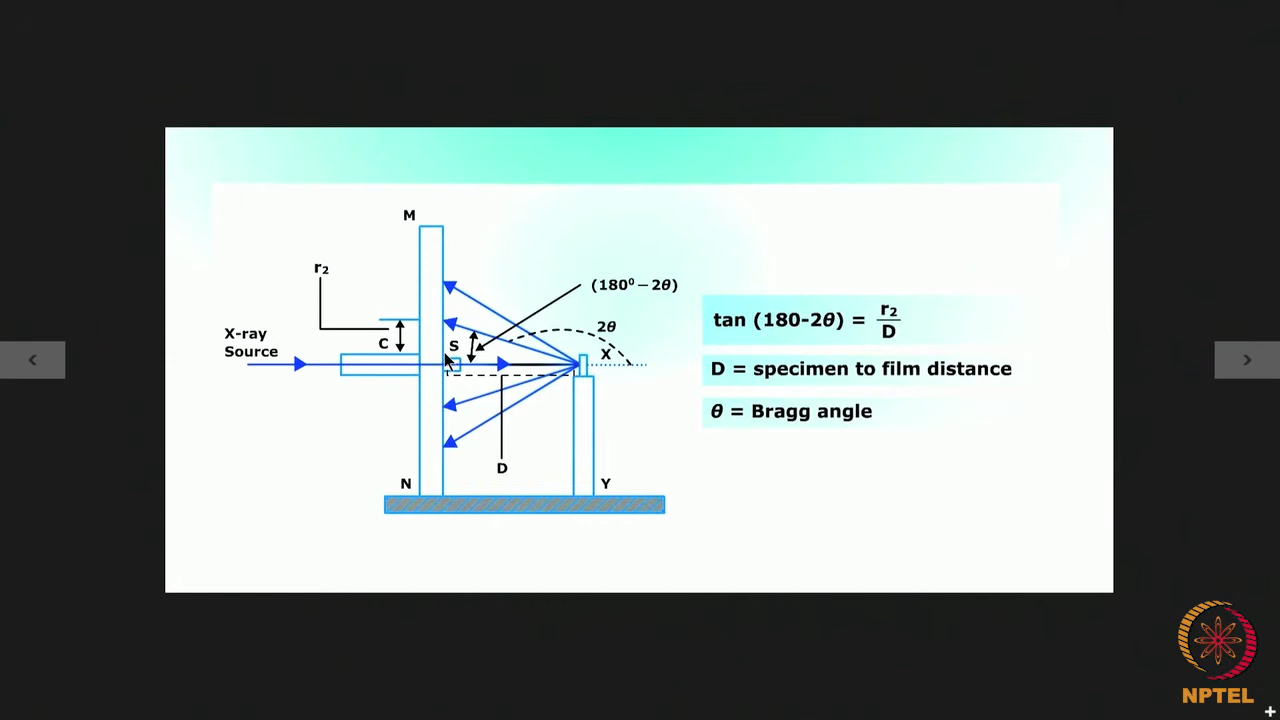 M
r₂
(180⁰ – 2θ)
X-ray
Source
C
S
2θ
X
D
N
Y
tan (180-2θ) = r₂/D
D = specimen to film distance
θ = Bragg angle
NPTEL